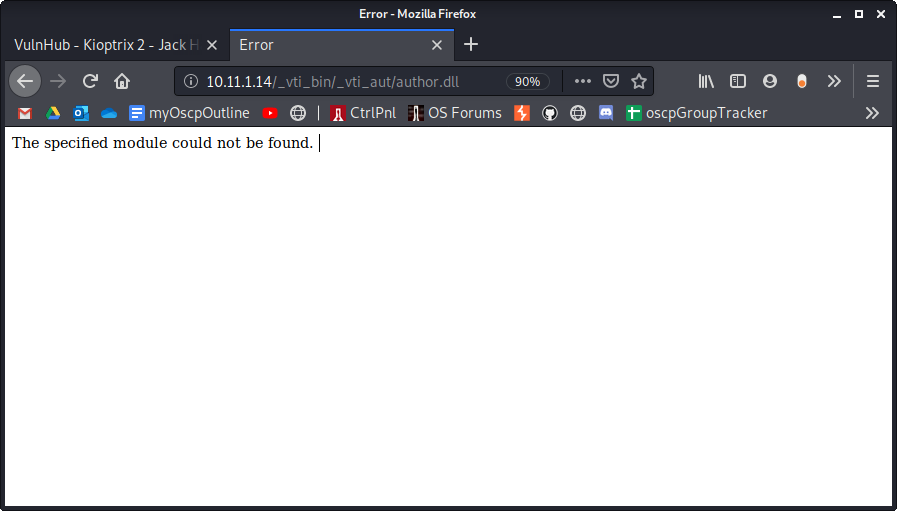 Error - Mozilla Firefox
VulnHub - Kioptrix 2 - Jack H
Error
10.11.1.14/_vti_bin/_vti_aut/author.dll
90%
myOscpOutline
CtrlPnl
OS Forums
oscpGroupTracker
The specified module could not be found.